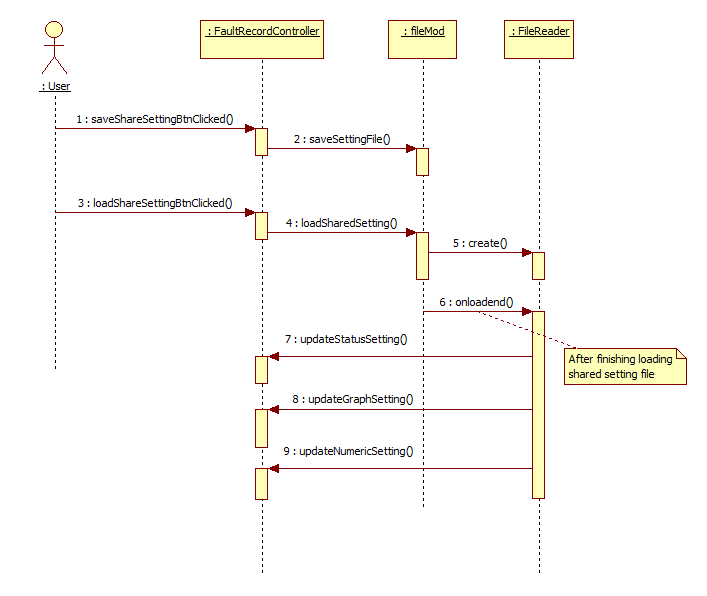 : FaultRecordController
: fileMod
: FileReader
: User
1 : saveShareSettingBtnClicked()
2 : saveSettingFile()
3 : loadShareSettingBtnClicked()
4 : loadSharedSetting()
5 : create()
6 : onloadend()
7 : updateStatusSetting()
After finishing loading
shared setting file
8 : updateGraphSetting()
9 : updateNumericSetting()